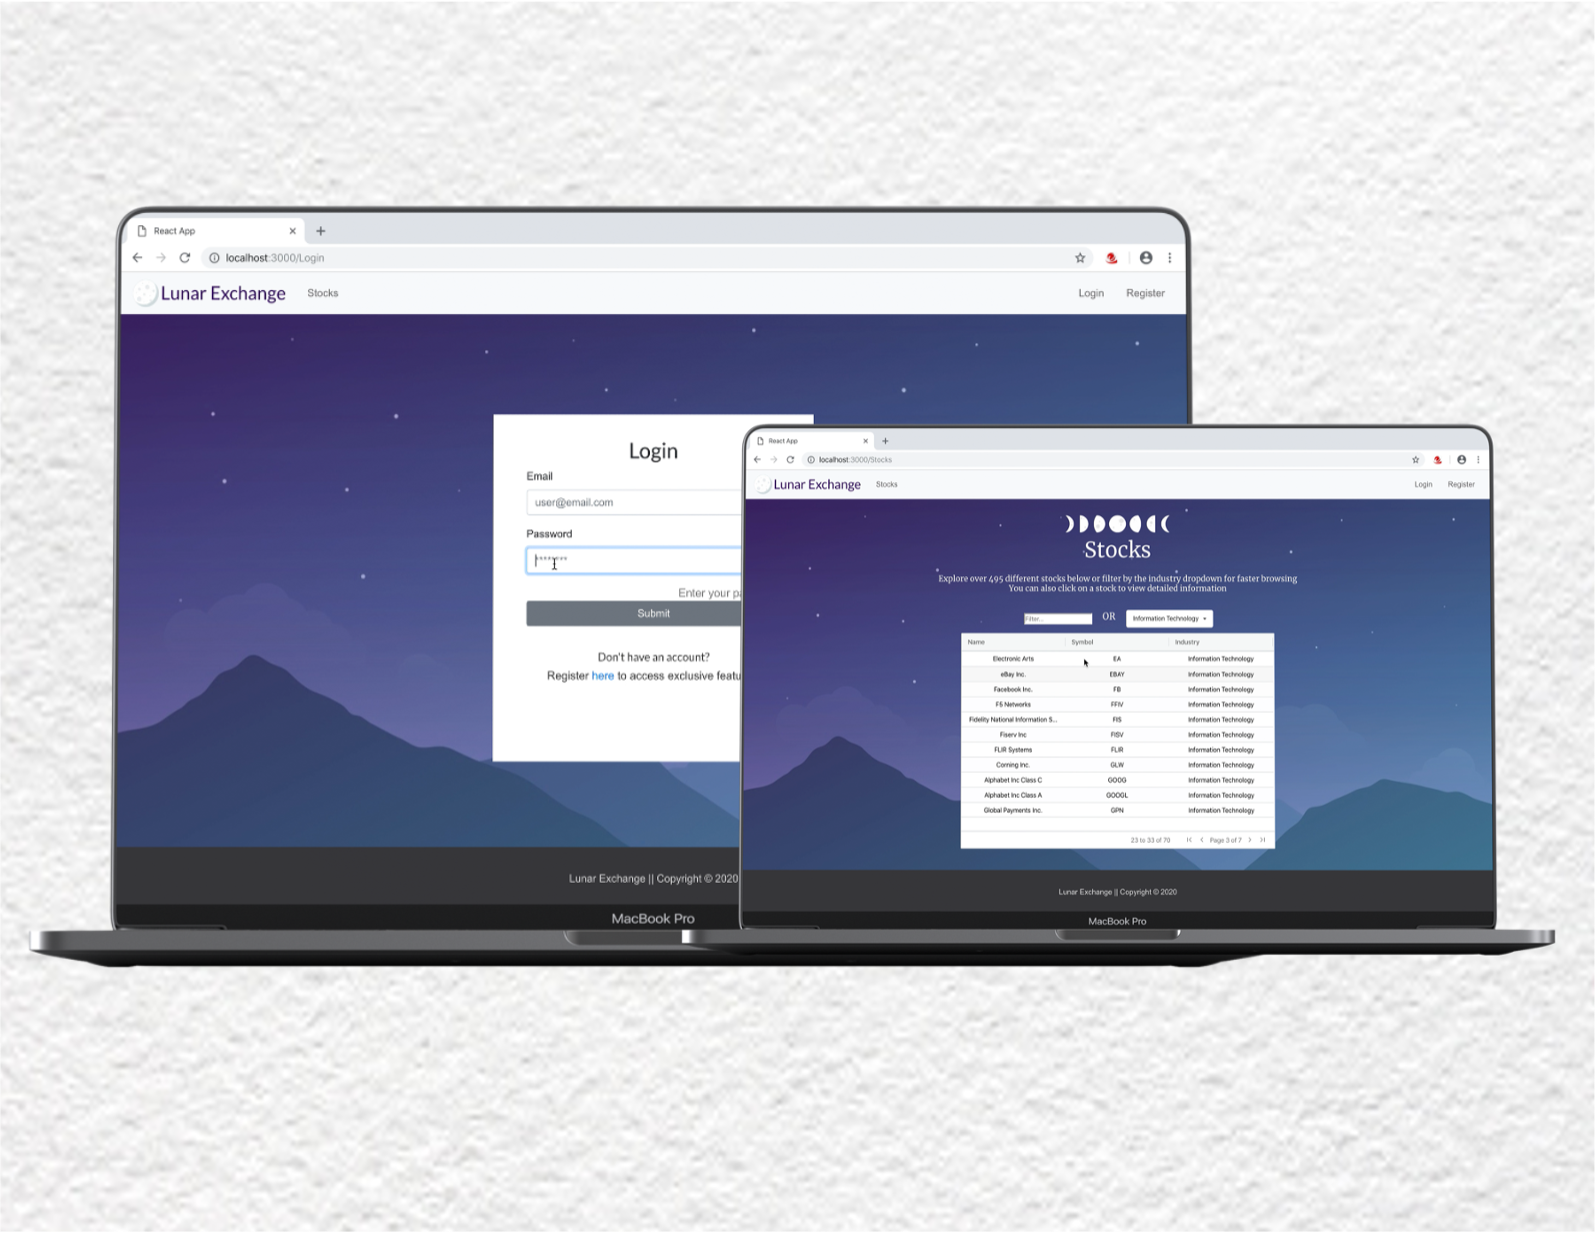 React App
localhost:3000/Login
Lunar Exchange Stocks Login Register
Login
Email
user@email.com
Password
Enter your
Submit
Don't have an account?
Register here to access exclusive
Lunar Exchange || Copyright © 2020
MacBook Pro
React App
localhost:3000/Stocks
Lunar Exchange Stocks Login Register
Stocks
Explore over 495 different stocks below or filter by the industry dropdown for faster browsing
You can also click on a stock to view detailed information
Filter... OR Information Technology
Name Symbol Industry
Electronic Arts EA Information Technology
eBay Inc. EBAY Information Technology
Facebook Inc. FB Information Technology
F5 Networks FFIV Information Technology
Fidelity National Information S... FIS Information Technology
Fiserv Inc FISV Information Technology
FLIR Systems FLIR Information Technology
Corning Inc. GLW Information Technology
Alphabet Inc Class C GOOG Information Technology
Alphabet Inc Class A GOOGL Information Technology
Global Payments Inc. GPN Information Technology
23 to 33 of 70 Page 3 of 7
Lunar Exchange || Copyright © 2020
MacBook Pro